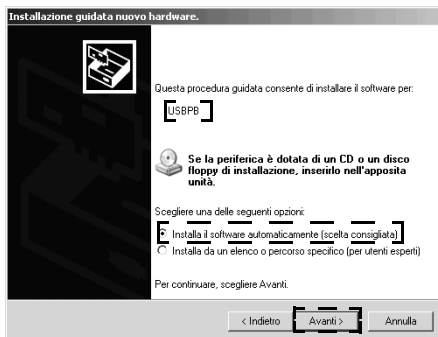 Installazione guidata nuovo hardware.
Questa procedura guidata consente di installare il software per:
USBPB
Se la periferica è dotata di un CD o un disco
floppy di installazione, inserirlo nell'apposita
unità.
Scegliere una delle seguenti opzioni:
Installa il software automaticamente (scelta consigliata)
Installa da un elenco o percorso specifico (per utenti esperti)
Per continuare, scegliere Avanti.
< Indietro Avanti > Annulla